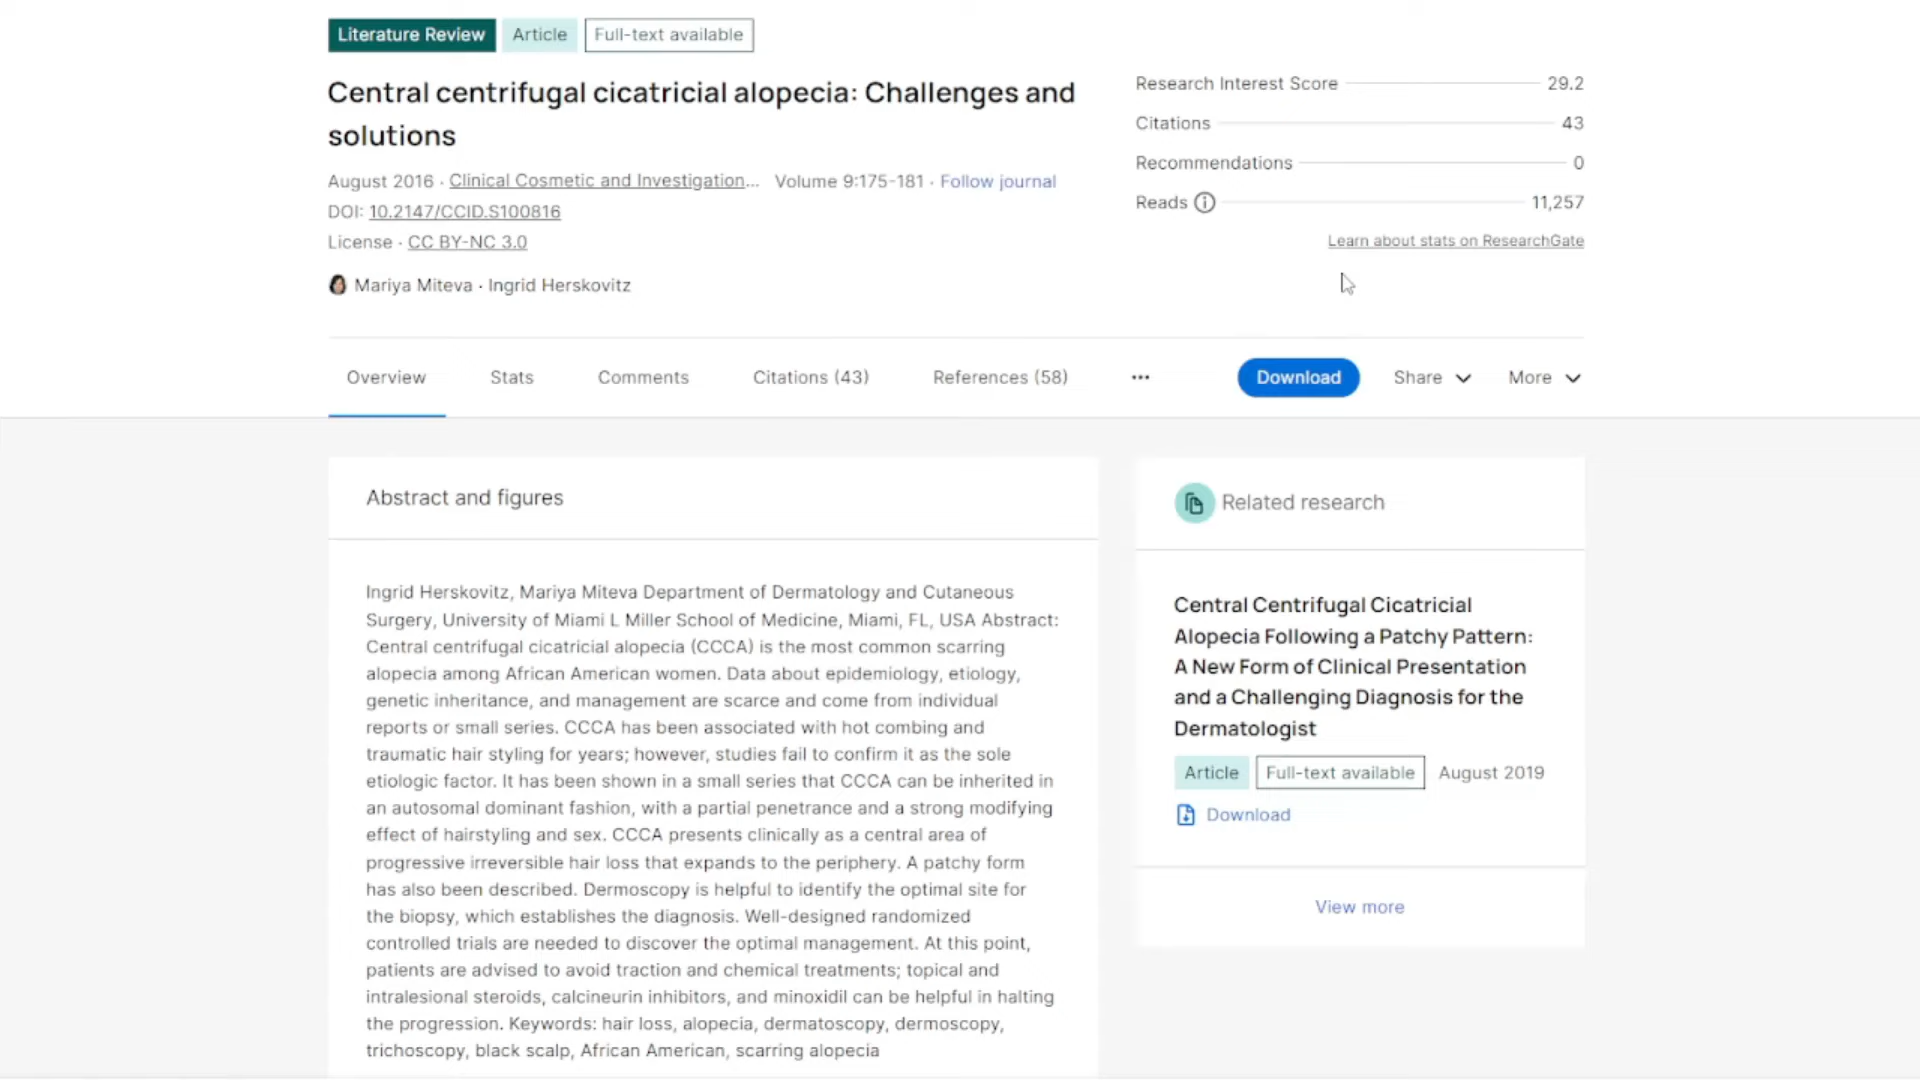 Literature Review Article Full-text available
Central centrifugal cicatricial alopecia: Challenges and
solutions
August 2016 · Clinical Cosmetic and Investigation... Volume 9:175-181 · Follow journal
DOI: 10.2147/CCID.S100816
License · CC BY-NC 3.0
Mariya Miteva · Ingrid Herskovitz
Research Interest Score 29.2
Citations 43
Recommendations 0
Reads 11,257
Learn about stats on ResearchGate
Overview Stats Comments Citations (43) References (58) ... Download Share More
Abstract and figures
Ingrid Herskovitz, Mariya Miteva Department of Dermatology and Cutaneous
Surgery, University of Miami L Miller School of Medicine, Miami, FL, USA Abstract:
Central centrifugal cicatricial alopecia (CCCA) is the most common scarring
alopecia among African American women. Data about epidemiology, etiology,
genetic inheritance, and management are scarce and come from individual
reports or small series. CCCA has been associated with hot combing and
traumatic hair styling for years; however, studies fail to confirm it as the sole
etiologic factor. It has been shown in a small series that CCCA can be inherited in
an autosomal dominant fashion, with a partial penetrance and a strong modifying
effect of hairstyling and sex. CCCA presents clinically as a central area of
progressive irreversible hair loss that expands to the periphery. A patchy form
has also been described. Dermoscopy is helpful to identify the optimal site for
the biopsy, which establishes the diagnosis. Well-designed randomized
controlled trials are needed to discover the optimal management. At this point,
patients are advised to avoid traction and chemical treatments; topical and
intralesional steroids, calcineurin inhibitors, and minoxidil can be helpful in halting
the progression. Keywords: hair loss, alopecia, dermatoscopy, dermoscopy,
trichoscopy, black scalp, African American, scarring alopecia
Related research
Central Centrifugal Cicatricial
Alopecia Following a Patchy Pattern:
A New Form of Clinical Presentation
and a Challenging Diagnosis for the
Dermatologist
Article Full-text available August 2019
Download
View more